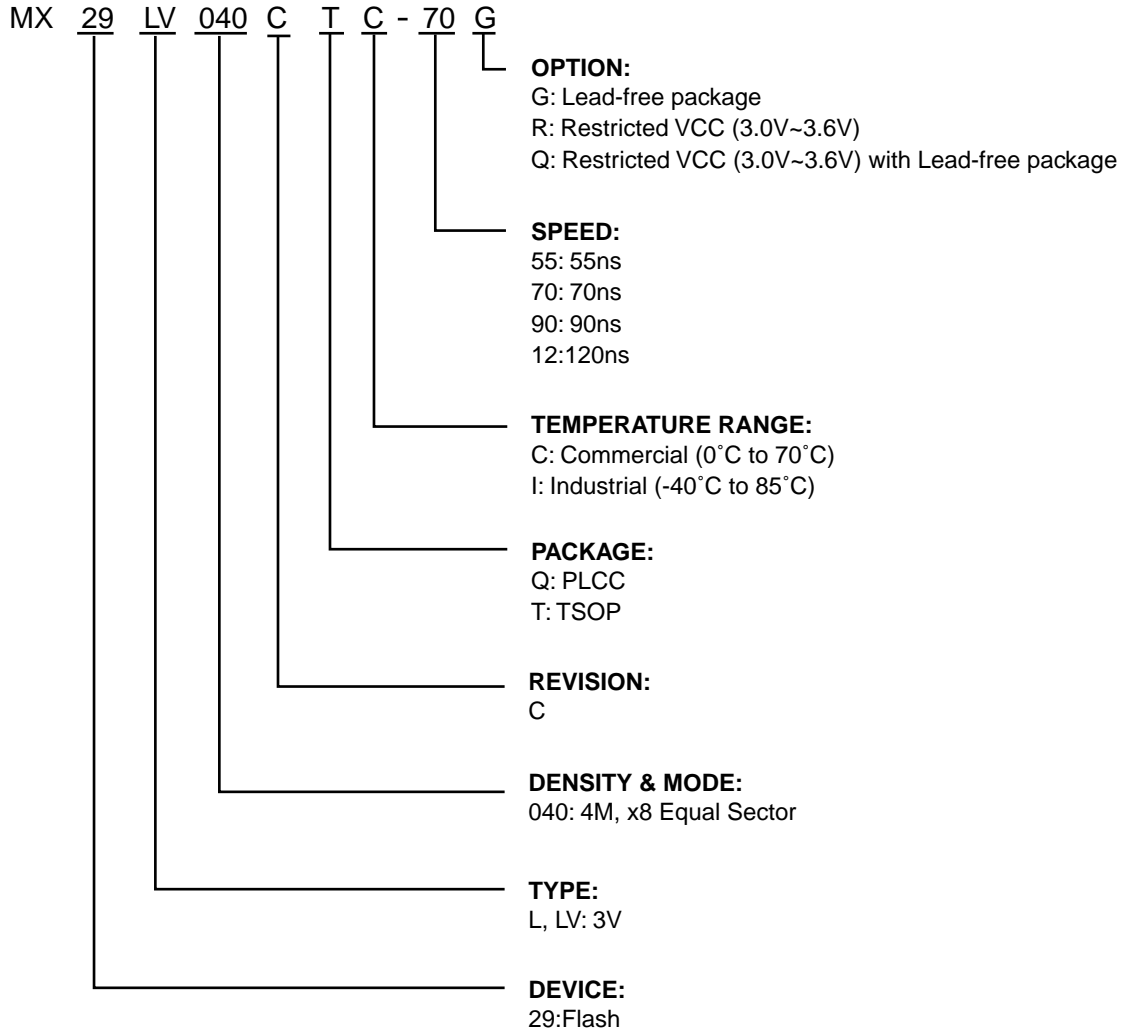 MX 29 LV 040 C T C - 70 G
OPTION:
G: Lead-free package
R: Restricted VCC (3.0V~3.6V)
Q: Restricted VCC (3.0V~3.6V) with Lead-free package
SPEED:
55: 55ns
70: 70ns
90: 90ns
12:120ns
TEMPERATURE RANGE:
C: Commercial (0˚C to 70˚C)
I: Industrial (-40˚C to 85˚C)
PACKAGE:
Q: PLCC
T: TSOP
REVISION:
C
DENSITY & MODE:
040: 4M, x8 Equal Sector
TYPE:
L, LV: 3V
DEVICE:
29:Flash